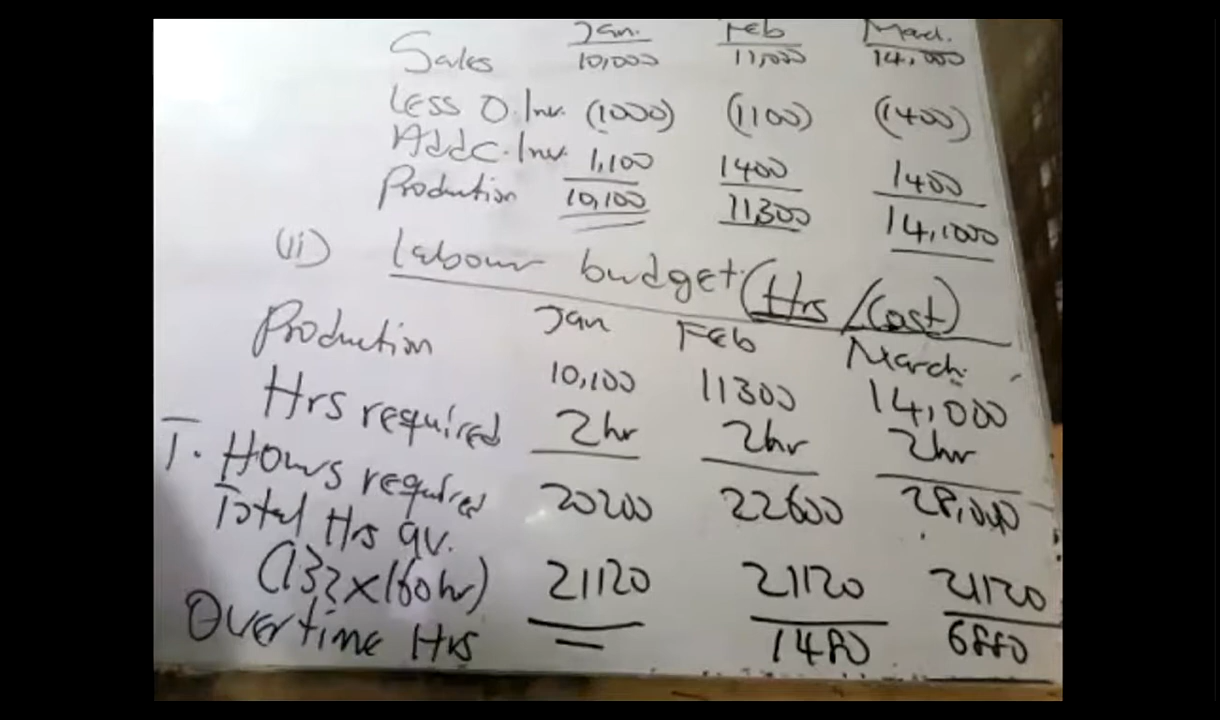 Jan. Feb March.
Sales 10,000 11,000 14,000
Less O. Inv. (1000) (1100) (1400)
Add C. Inv. 1,100 1400 1400
Production 10,100 11,300 14,1000
(ii) Labour budget (Hrs /Cost)
Jan Feb March
Production 10,100 11300 14,000
Hrs required 2hr 2hr 2hr
T. Hours required 20200 22600 28,000
Total Hrs av.
(132x160hr) 21120 21120 21120
Overtime Hrs = 1480 6880